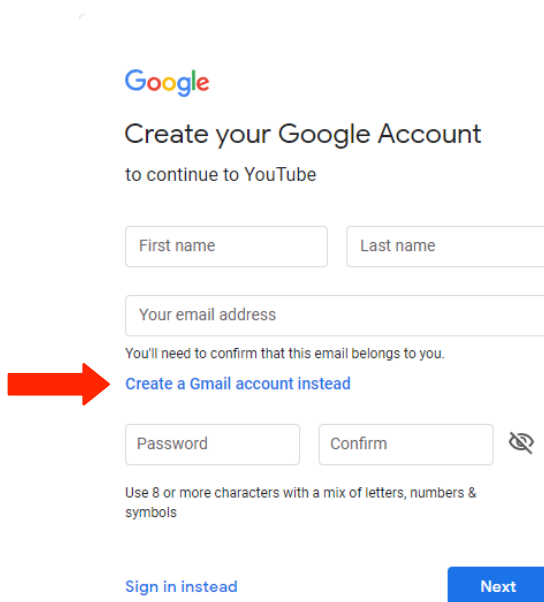 Google
Create your Google Account
to continue to YouTube
First name Last name
Your email address
You'll need to confirm that this email belongs to you.
Create a Gmail account instead
Password Confirm
Use 8 or more characters with a mix of letters, numbers &
symbols
Sign in instead Next